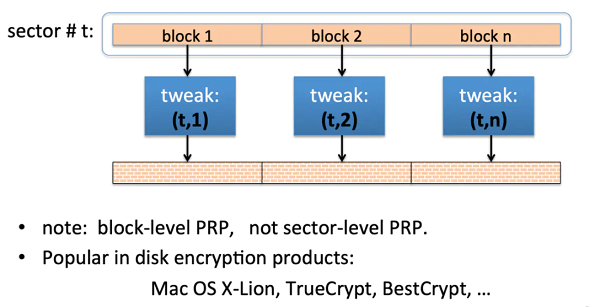 sector # t:
block 1 block 2 block n
tweak: tweak: tweak:
(t,1) (t,2) (t,n)
• note: block-level PRP, not sector-level PRP.
• Popular in disk encryption products:
Mac OS X-Lion, TrueCrypt, BestCrypt, ...